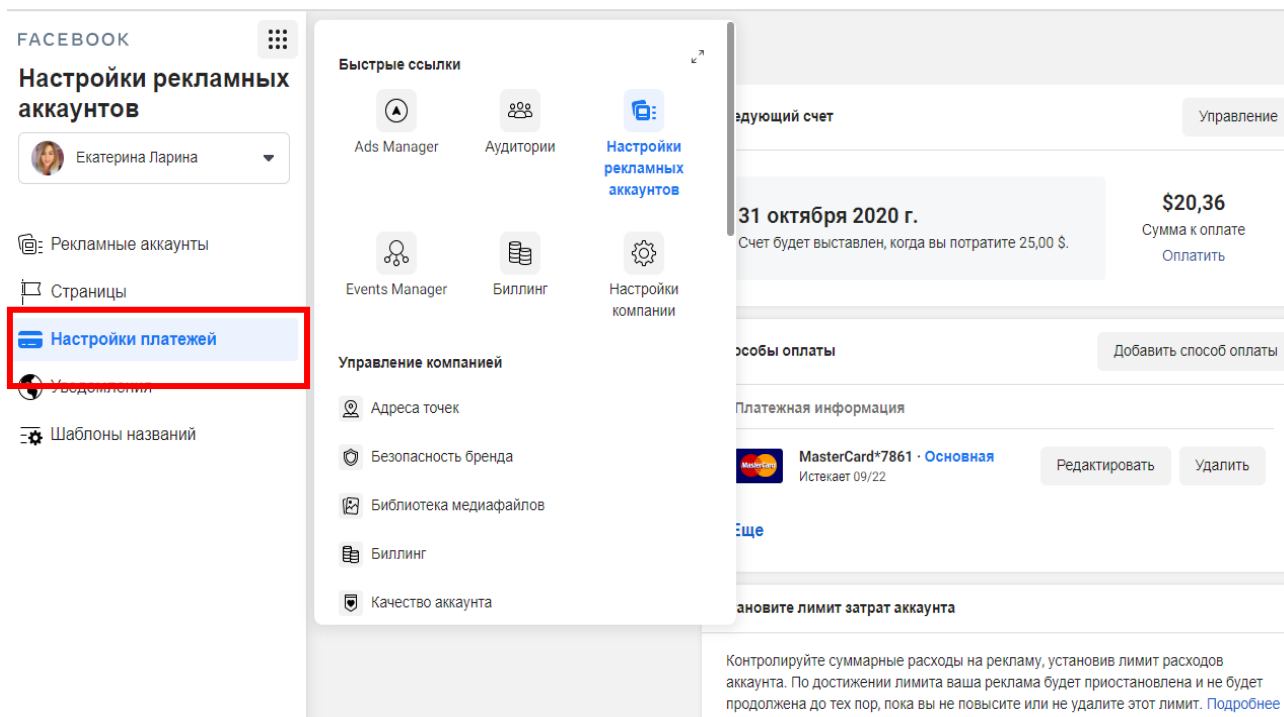 FACEBOOK
Настройки рекламных
аккаунтов
Екатерина Ларина
Рекламные аккаунты
Страницы
Настройки платежей
Уведомления
Шаблоны названий
Быстрые ссылки
Ads Manager
Аудитории
Настройки
рекламных
аккаунтов
Events Manager
Биллинг
Настройки
компании
Управление компанией
Адреса точек
Безопасность бренда
Библиотека медиафайлов
Биллинг
Качество аккаунта
едующий счет
Управление
31 октября 2020 г.
Счет будет выставлен, когда вы потратите 25,00 $.
$20,36
Сумма к оплате
Оплатить
особы оплаты
Добавить способ оплаты
Платежная информация
MasterCard
MasterCard*7861 · Основная
Истекает 09/22
Редактировать
Удалить
Еще
ановите лимит затрат аккаунта
Контролируйте суммарные расходы на рекламу, установив лимит расходов
аккаунта. По достижении лимита ваша реклама будет приостановлена и не будет
продолжена до тех пор, пока вы не повысите или не удалите этот лимит. Подробнее